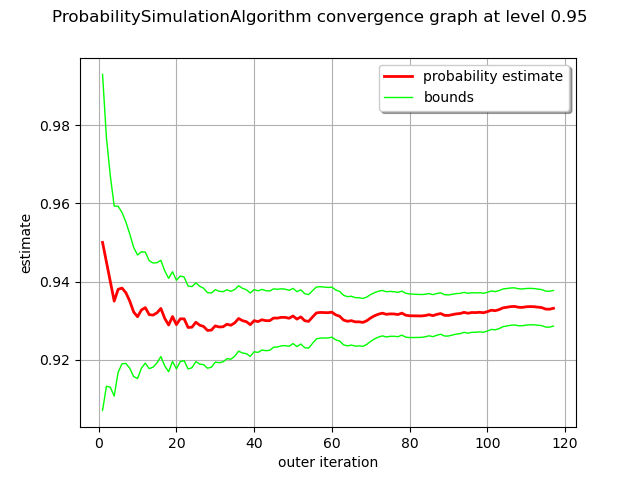 ProbabilitySimulationAlgorithm convergence graph at level 0.95
probability estimate
bounds
0.98
0.96
0.94
0.92
estimate
0
20
40
60
80
100
120
outer iteration